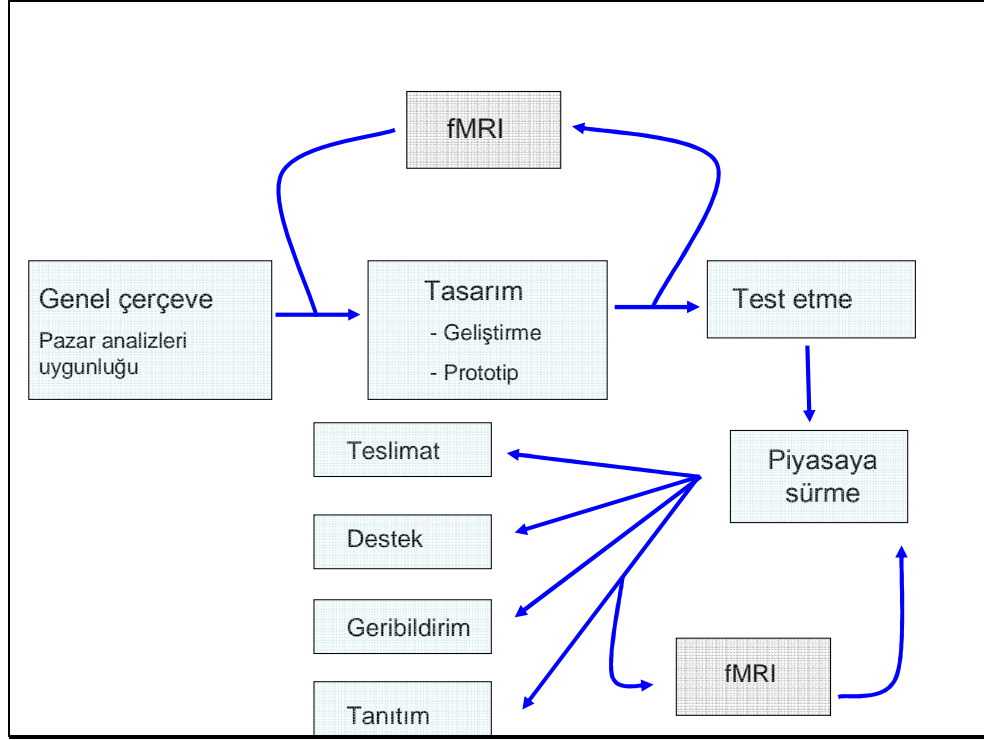 fMRI
Genel çerçeve
Pazar analizleri
uygunluğu
Tasarım
- Geliştirme
- Prototip
Test etme
Piyasaya
sürme
Teslimat
Destek
Geribildirim
Tanıtım
fMRI